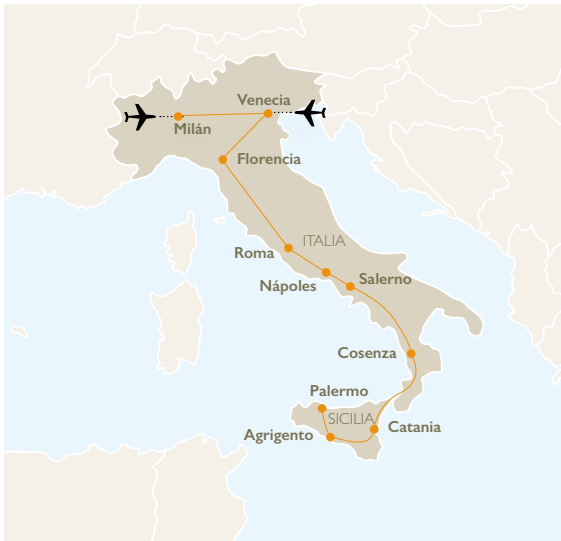 Venecia
Milán
Florencia
ITALIA
Roma
Nápoles
Salerno
Cosenza
Palermo
SICILIA
Catania
Agrigento